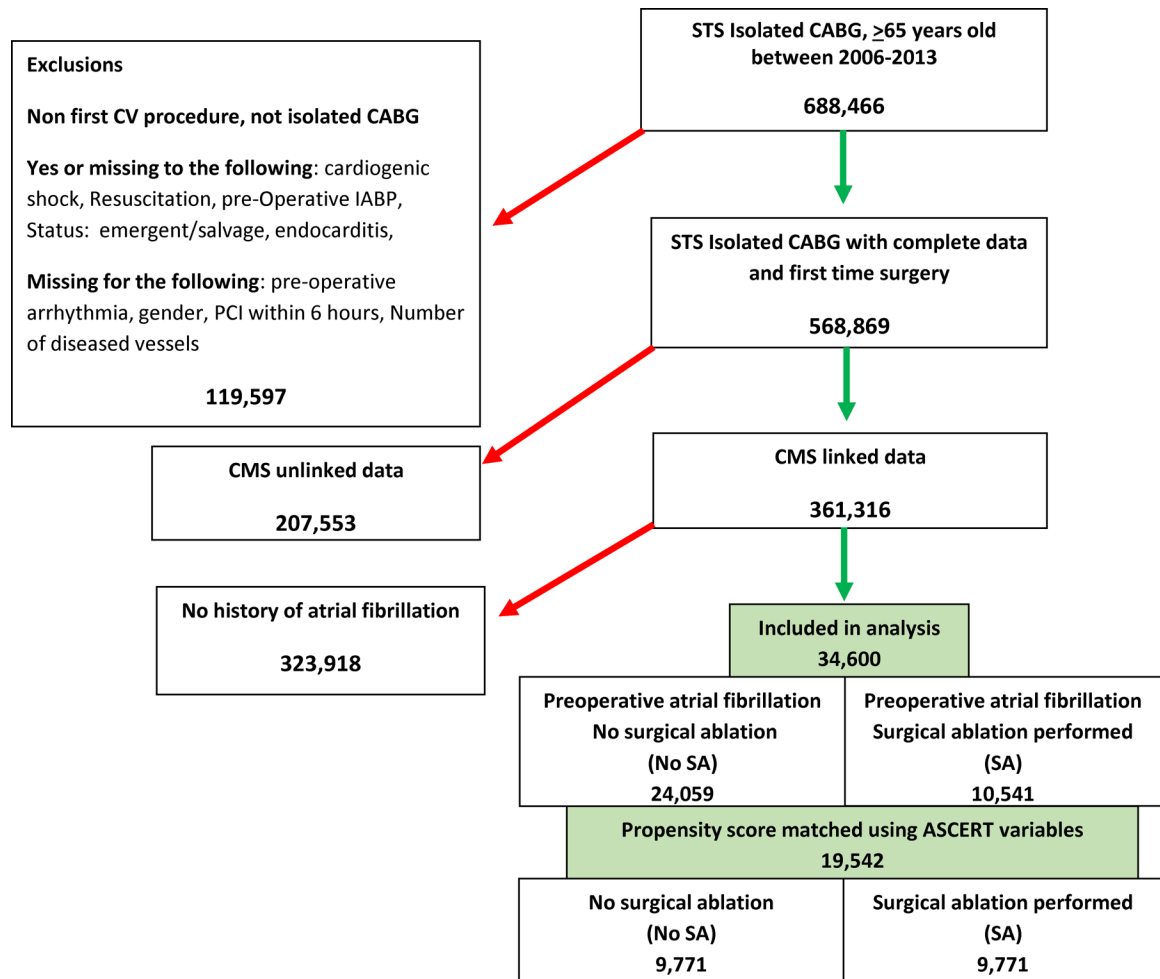 STS Isolated CABG, ≥65 years old
between 2006-2013
688,466
Exclusions
Non first CV procedure, not isolated CABG
Yes or missing to the following: cardiogenic
shock, Resuscitation, pre-Operative IABP,
Status:  emergent/salvage, endocarditis,
Missing for the following: pre-operative
arrhythmia, gender, PCI within 6 hours, Number
of diseased vessels
119,597
STS Isolated CABG with complete data
and first time surgery
568,869
CMS unlinked data
207,553
CMS linked data
361,316
No history of atrial fibrillation
323,918
Included in analysis
34,600
Preoperative atrial fibrillation
No surgical ablation
(No SA)
24,059
Preoperative atrial fibrillation
Surgical ablation performed
(SA)
10,541
Propensity score matched using ASCERT variables
19,542
No surgical ablation
(No SA)
9,771
Surgical ablation performed
(SA)
9,771